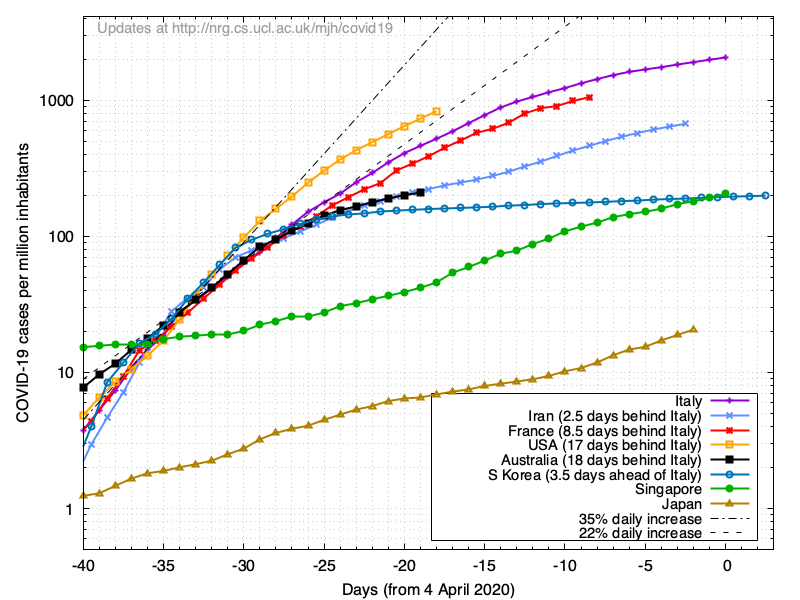 Updates at http://nrg.cs.ucl.ac.uk/mjh/covid19
COVID-19 cases per million inhabitants
1000
100
10
1
Italy
Iran (2.5 days behind Italy)
France (8.5 days behind Italy)
USA (17 days behind Italy)
Australia (18 days behind Italy)
S Korea (3.5 days ahead of Italy)
Singapore
Japan
35% daily increase
22% daily increase
-40 -35 -30 -25 -20 -15 -10 -5 0
Days (from 4 April 2020)